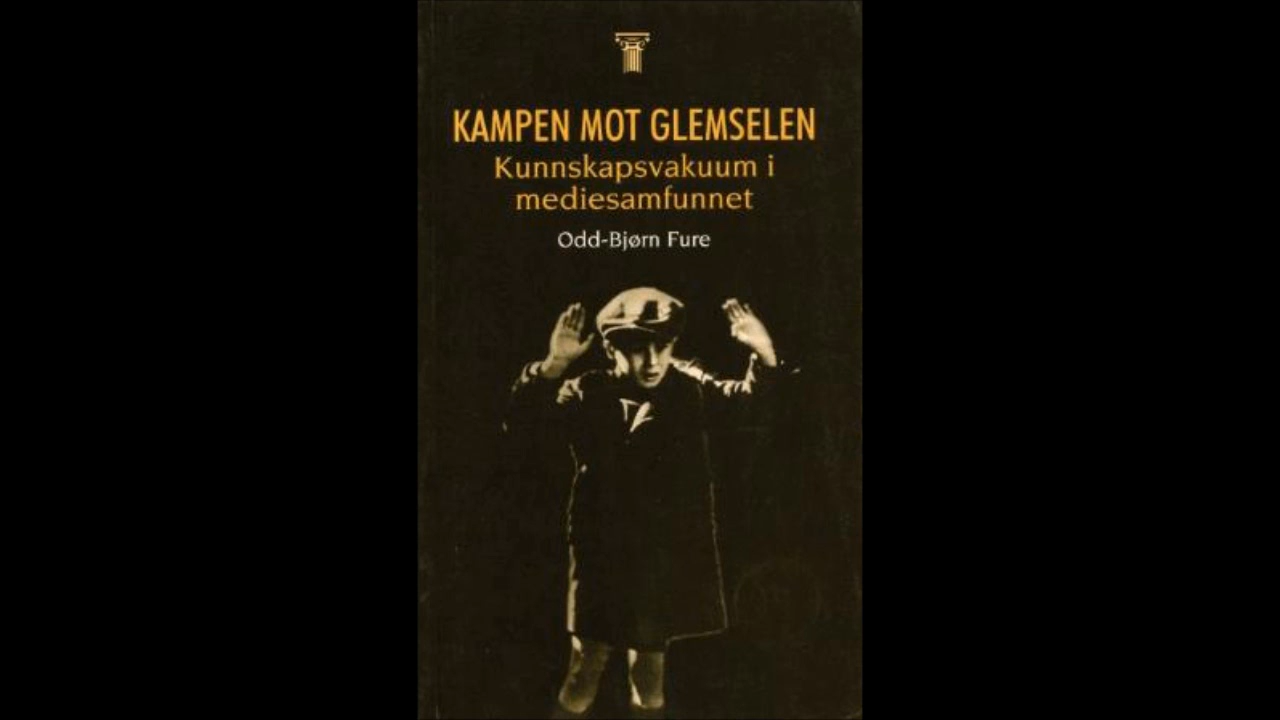 KAMPEN MOT GLEMSELEN
Kunnskapsvakuum i
mediesamfunnet
Odd-Bjørn Fure